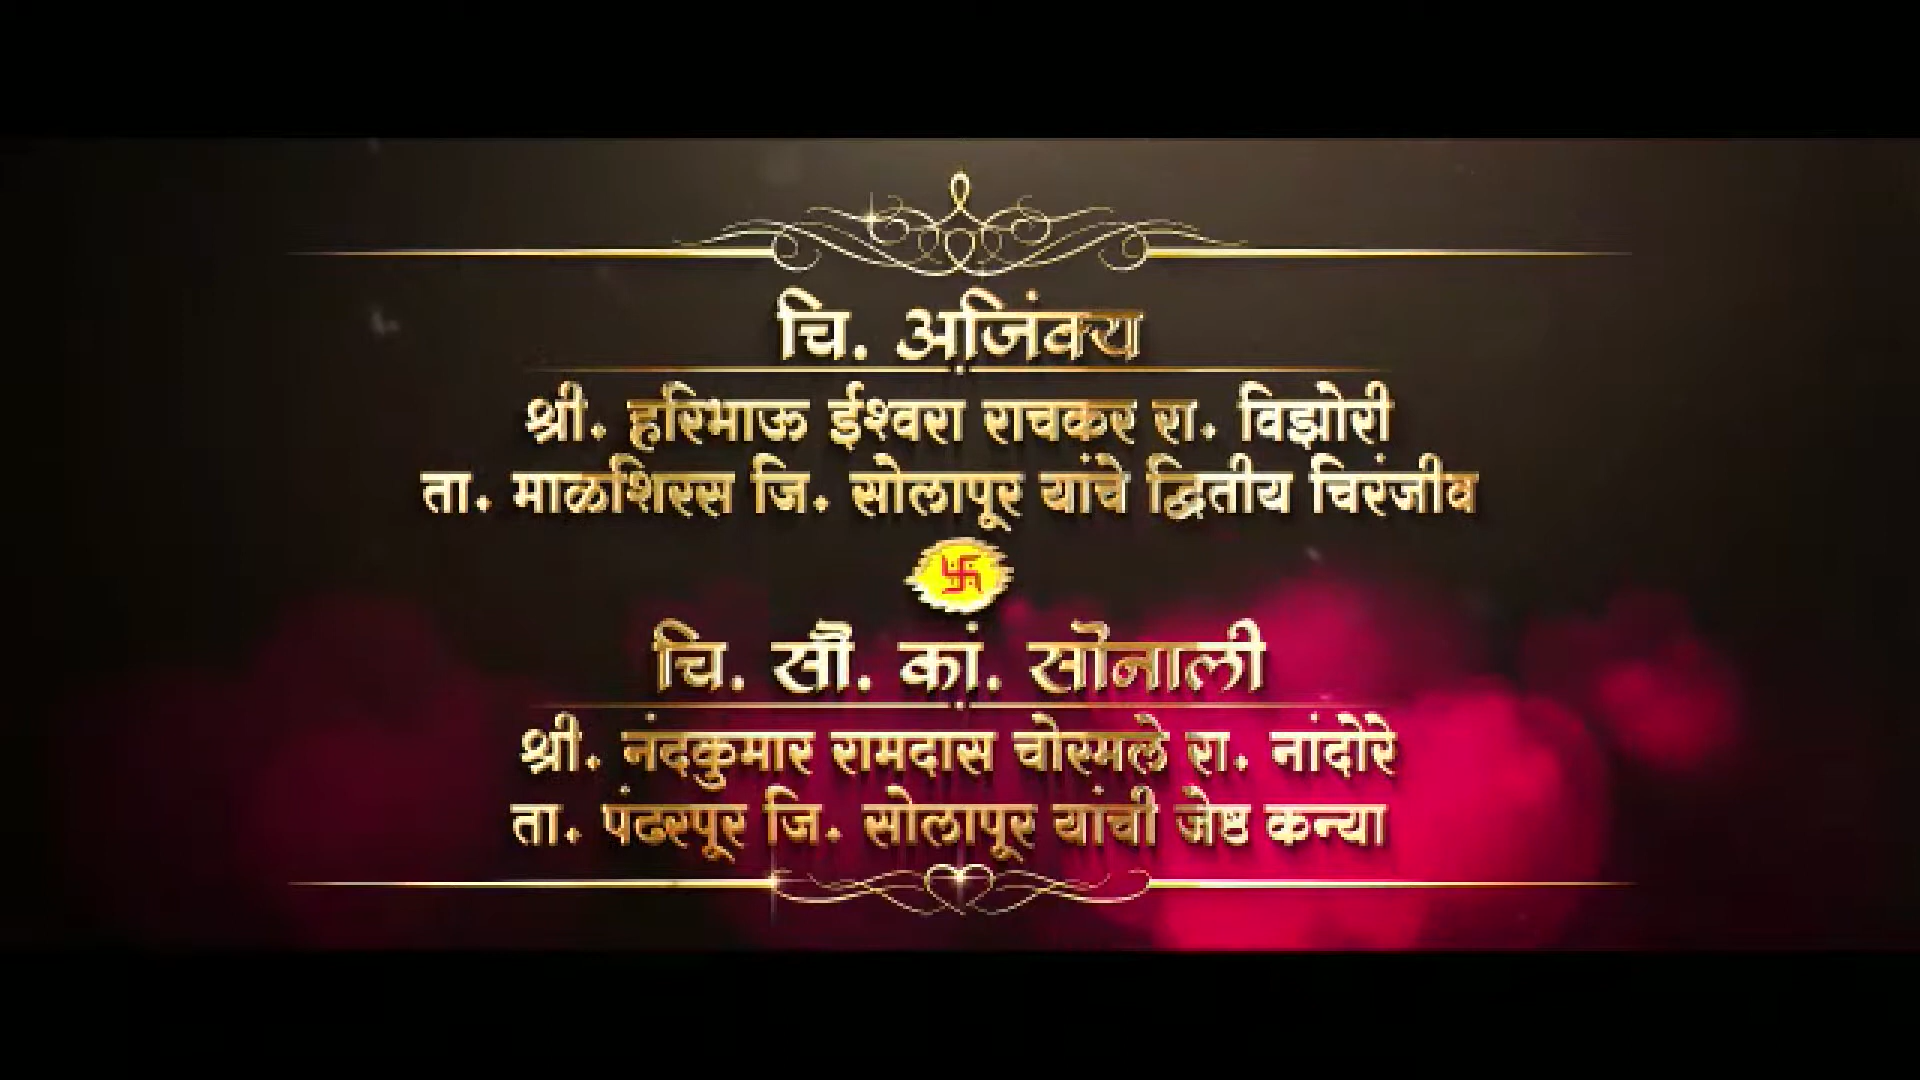 चि. अजिंक्य
श्री. हरिभाऊ ईश्वरा राचकर रा. विझोरी
ता. माळशिरस जि. सोलापूर यांचे द्वितीय चिरंजीव
चि. सौ. कां. सोनाली
श्री. नंदकुमार रामदास चोरमले रा. नांदोरे
ता. पंढरपूर जि. सोलापूर यांची जेष्ठ कन्या